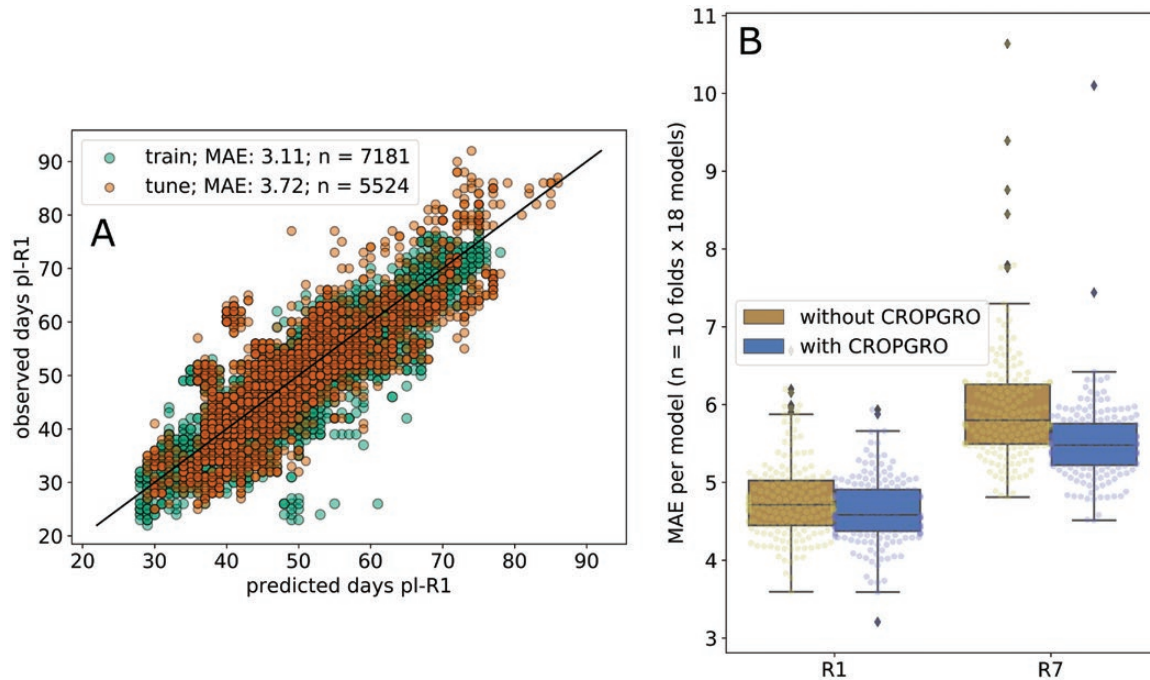 A
train; MAE: 3.11; n = 7181
tune; MAE: 3.72; n = 5524
observed days pl-R1
90
80
70
60
50
40
30
20
20 30 40 50 60 70 80 90
predicted days pl-R1
B
MAE per model (n = 10 folds x 18 models)
11
10
9
8
7
6
5
4
3
without CROPGRO
with CROPGRO
R1 R7